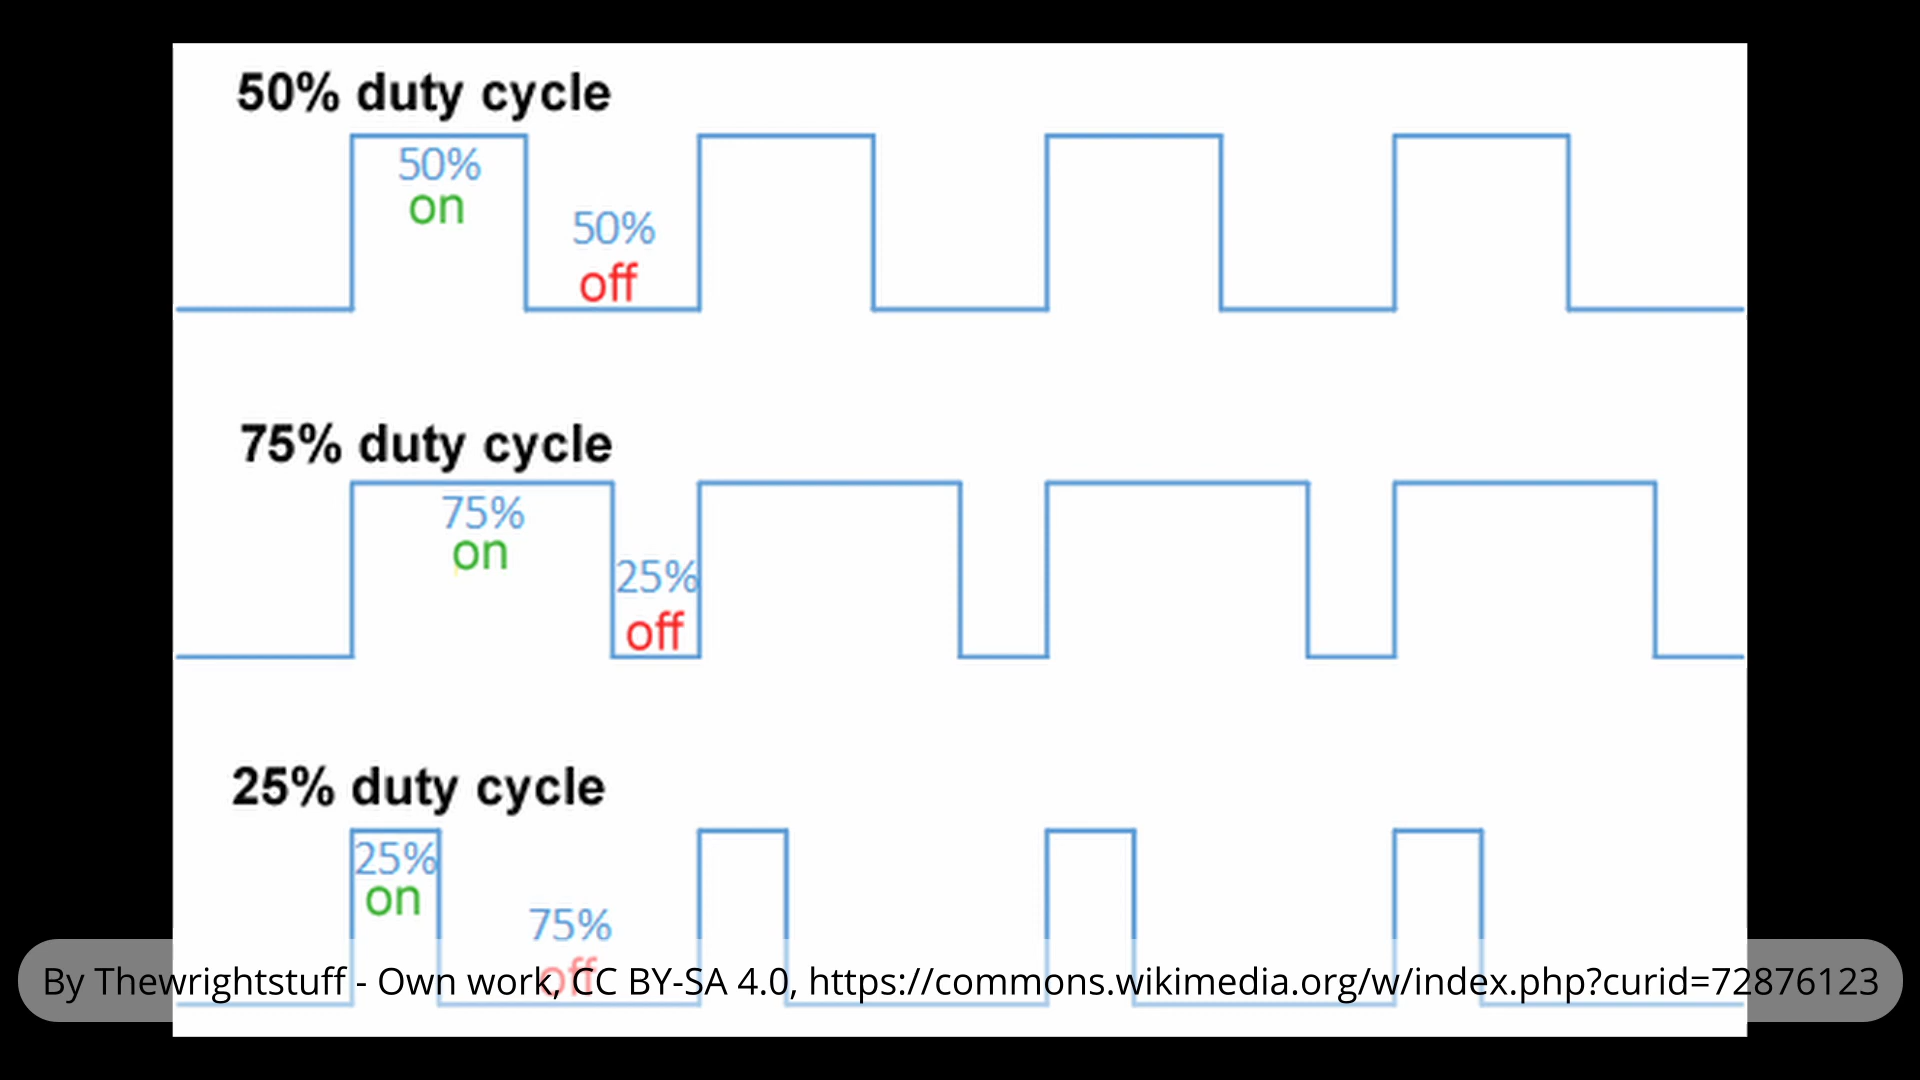 50% duty cycle
50%
on
50%
off
75% duty cycle
75%
on
25%
off
25% duty cycle
25%
on
75%
off
By Thewrightstuff - Own work, CC BY-SA 4.0, https://commons.wikimedia.org/w/index.php?curid=72876123